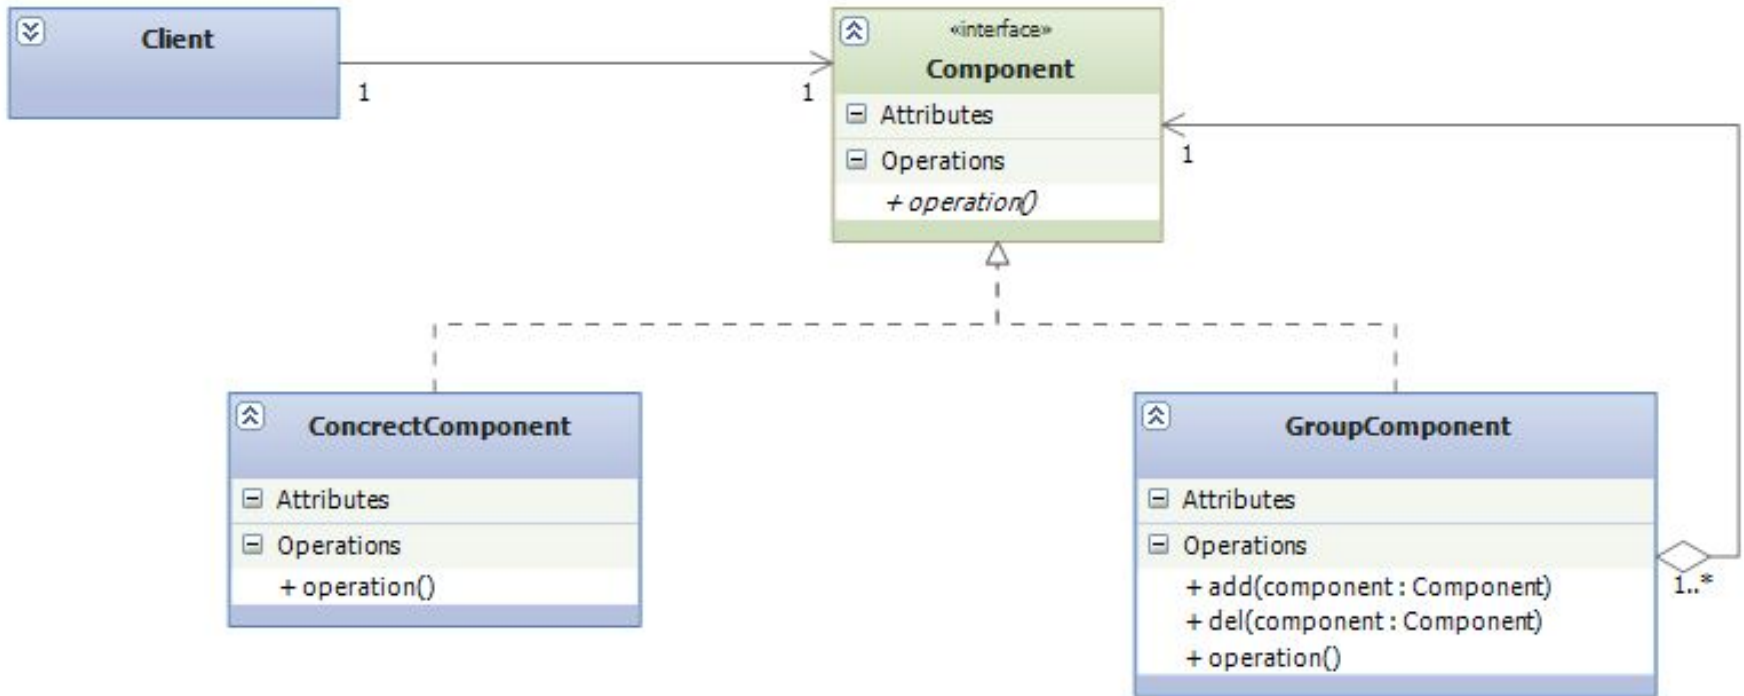 Client
1
1
«interface»
Component
Attributes
Operations
+ operation()
1
ConcrectComponent
Attributes
Operations
+ operation()
GroupComponent
Attributes
Operations
+ add(component : Component)
+ del(component : Component)
+ operation()
1..*